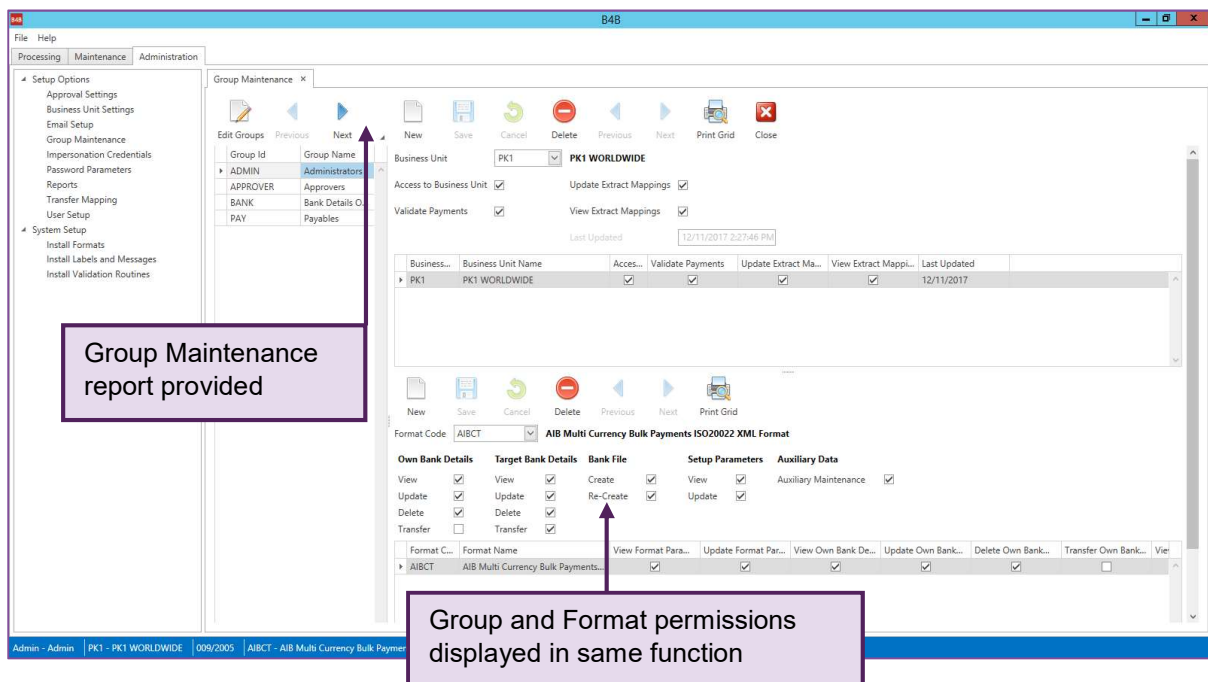 B4B
B4B
File Help
Processing Maintenance Administration
Setup Options
Approval Settings
Business Unit Settings
Email Setup
Group Maintenance
Impersonation Credentials
Password Parameters
Reports
Transfer Mapping
User Setup
System Setup
Install Formats
Install Labels and Messages
Install Validation Routines
Group Maintenance ×
Edit Groups Previous Next
Group Id Group Name
ADMIN Administrators
APPROVER Approvers
BANK Bank Details O...
PAY Payables
New Save Cancel Delete Previous Next Print Grid Close
Business Unit PK1 PK1 WORLDWIDE
Access to Business Unit Update Extract Mappings
Validate Payments View Extract Mappings
Last Updated 12/11/2017 2:27:46 PM
Business... Business Unit Name Acces... Validate Payments Update Extract Ma... View Extract Mappi... Last Updated
PK1 PK1 WORLDWIDE 12/11/2017
Group Maintenance
report provided
New Save Cancel Delete Previous Next Print Grid
Format Code AIBCT AIB Multi Currency Bulk Payments ISO20022 XML Format
Own Bank Details Target Bank Details Bank File Setup Parameters Auxiliary Data
View View Create View Auxiliary Maintenance
Update Update Re-Create Update
Delete Delete
Transfer Transfer
Format C... Format Name View Format Para... Update Format Par... View Own Bank De... Update Own Bank... Delete Own Bank... Transfer Own Bank... Vie
AIBCT AIB Multi Currency Bulk Payments...
Group and Format permissions
displayed in same function
Admin - Admin PK1 - PK1 WORLDWIDE 009/2005 AIBCT - AIB Multi Currency Bulk Paymen